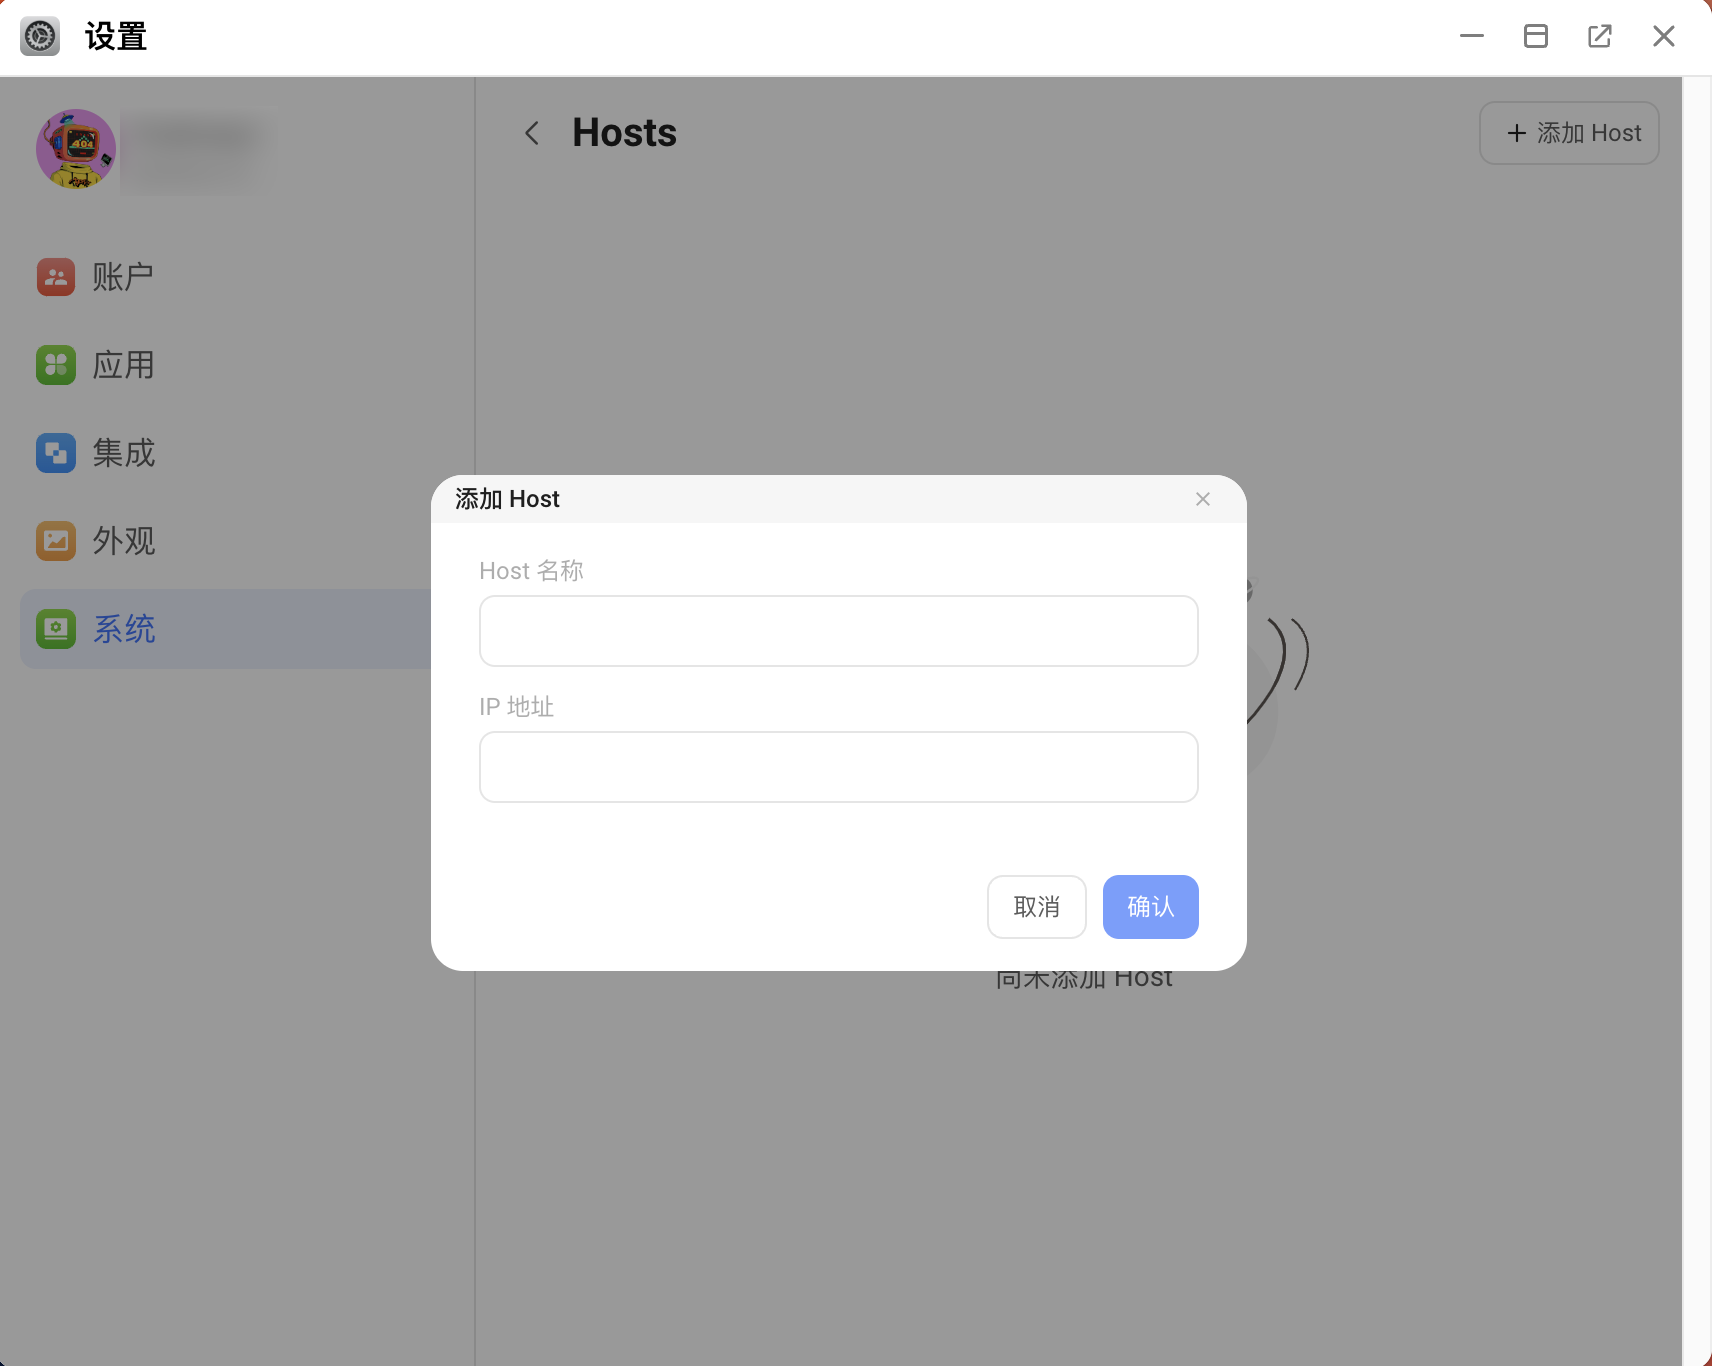 设置
Hosts
添加 Host
账户
应用
集成
外观
系统
添加 Host
Host 名称
IP 地址
取消
确认
尚未添加 Host